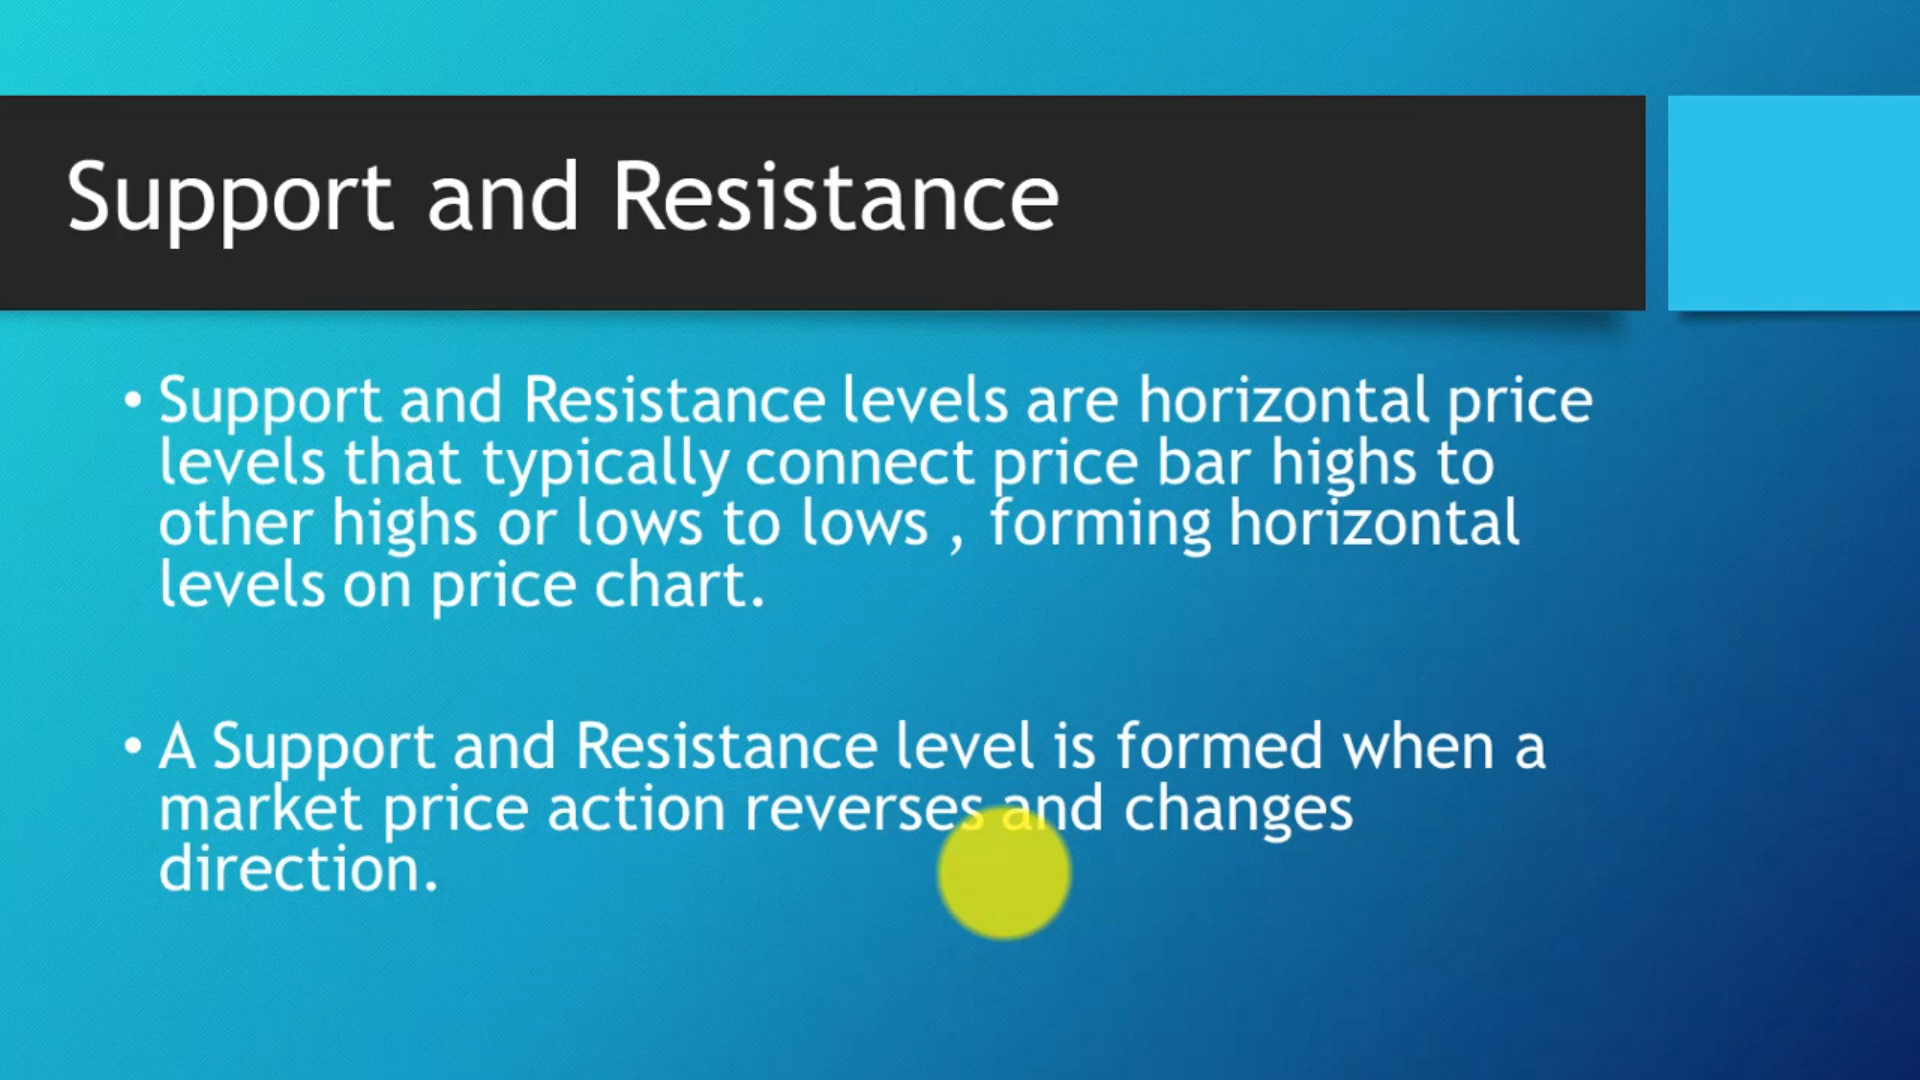 Support and Resistance
• Support and Resistance levels are horizontal price
levels that typically connect price bar highs to
other highs or lows to lows , forming horizontal
levels on price chart.
• A Support and Resistance level is formed when a
market price action reverses and changes
direction.